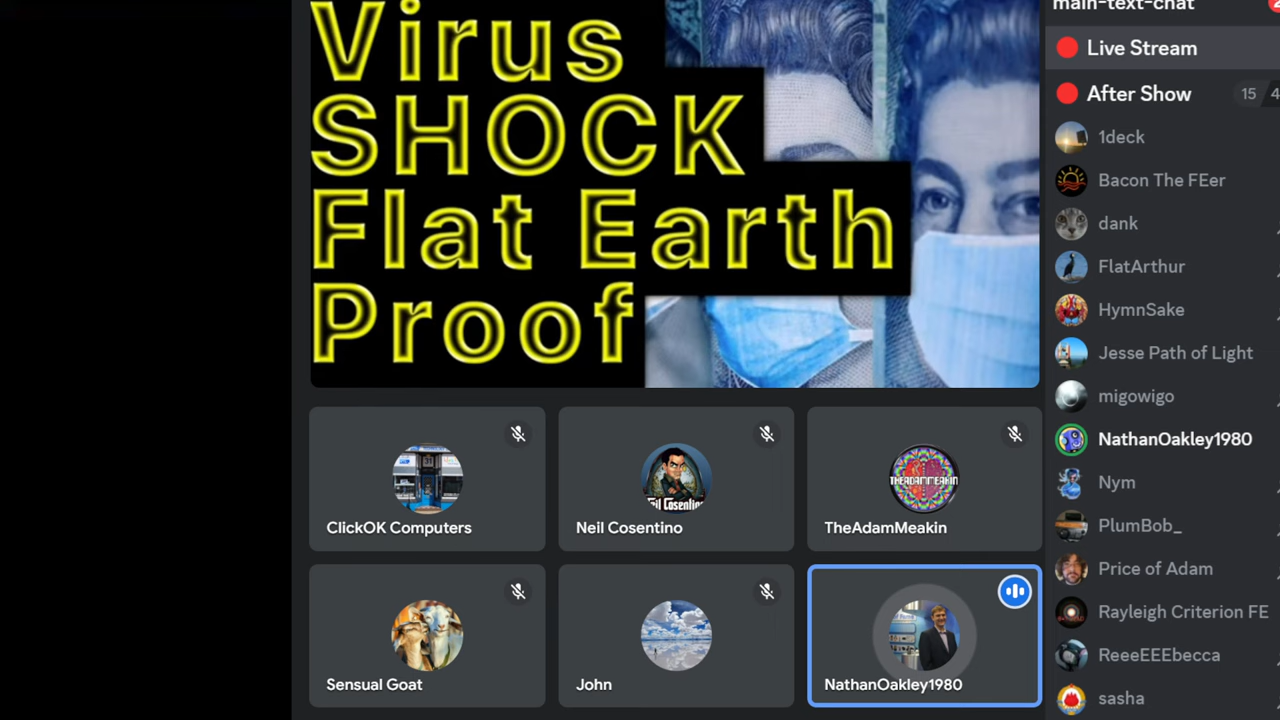 main-text-chat
Virus
SHOCK
Flat Earth
Proof
Live Stream
After Show
15
1deck
Bacon The FEer
dank
FlatArthur
HymnSake
Jesse Path of Light
migowigo
NathanOakley1980
Nym
PlumBob_
Price of Adam
Rayleigh Criterion FE
ReeeEEEbecca
sasha
ClickOK Computers
Neil Cosentino
THEADAMMEAKIN
TheAdamMeakin
Sensual Goat
John
NathanOakley1980